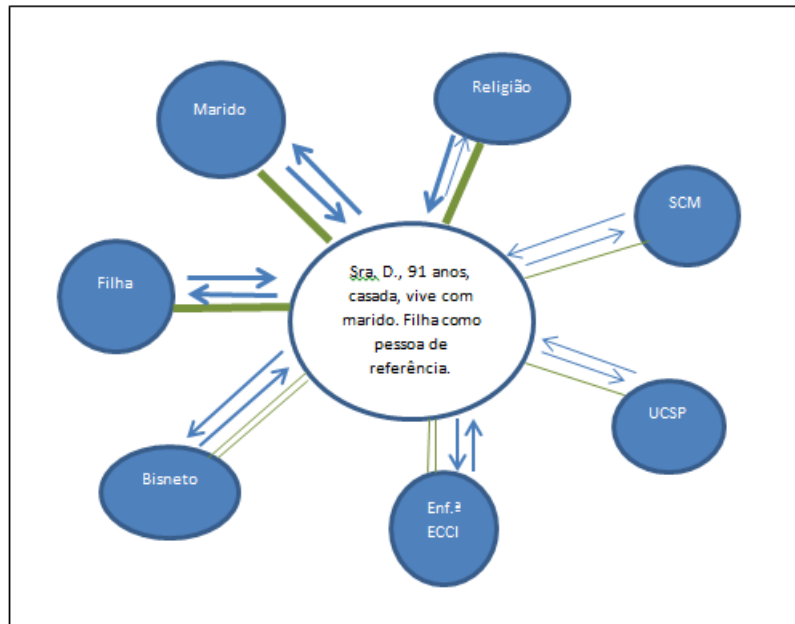 Marido
Religião
SCM
Filha
Sra. D., 91 anos,
casada, vive com
marido. Filha como
pessoa de
referência.
UCSP
Bisneto
Enf.ª
ECCI